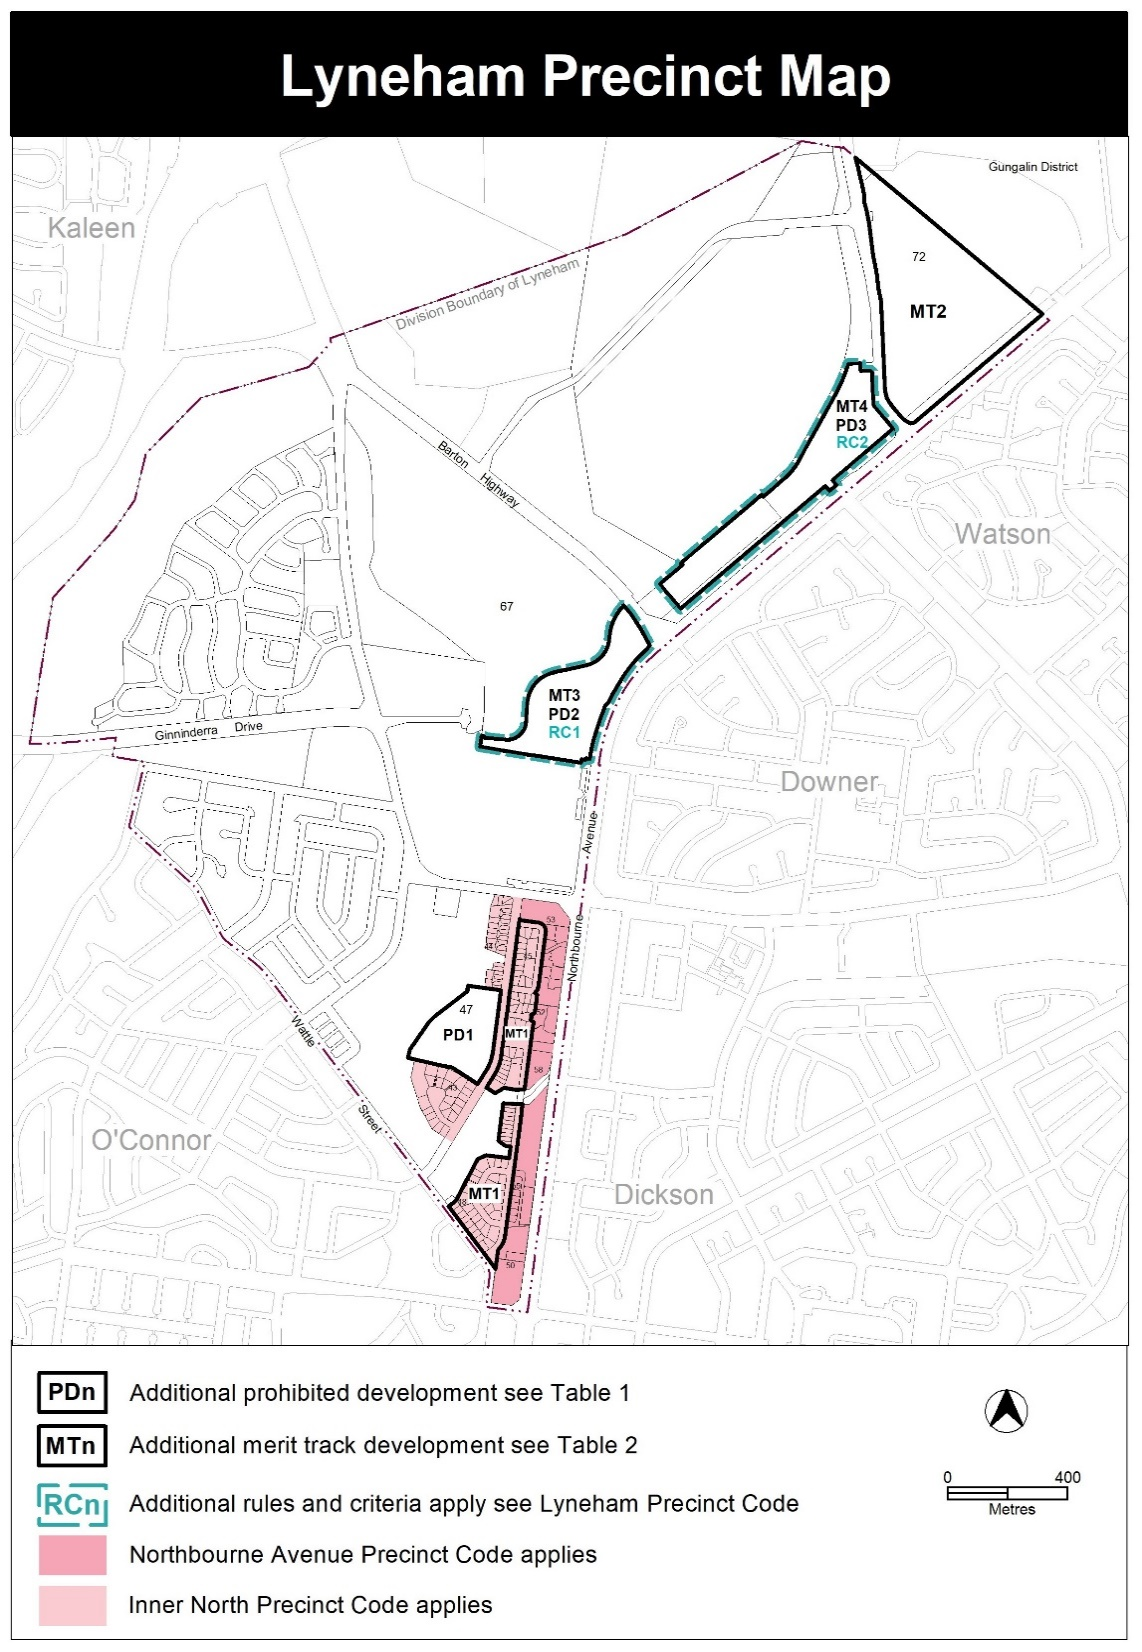 Lyneham Precinct Map
Gungalin District
Kaleen
72
Division Boundary of Lyneham
MT2
MT4
PD3
RC2
Barton Highway
Watson
67
MT3
PD2
RC1
Ginninderra Drive
Downer
Avenue
Northbourne
53
47
PD1
MT1
58
Wattle
Street
43
O'Connor
Dickson
MT1
50
PDn Additional prohibited development see Table 1
MTn Additional merit track development see Table 2
RCn Additional rules and criteria apply see Lyneham Precinct Code
Northbourne Avenue Precinct Code applies
Inner North Precinct Code applies
0 400
Metres